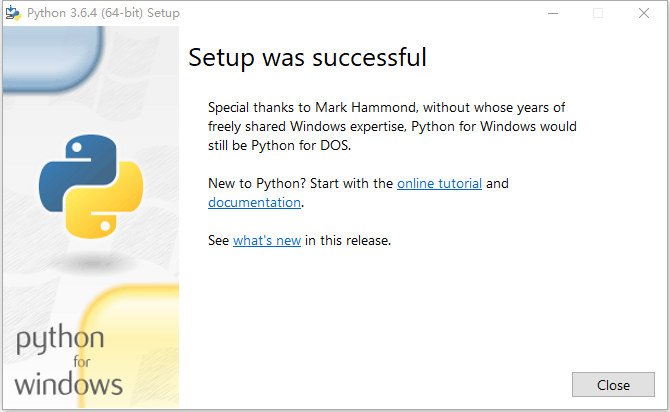 Python 3.6.4 (64-bit) Setup
Setup was successful
Special thanks to Mark Hammond, without whose years of
freely shared Windows expertise, Python for Windows would
still be Python for DOS.
New to Python? Start with the online tutorial and
documentation.
See what's new in this release.
python
for
windows
Close